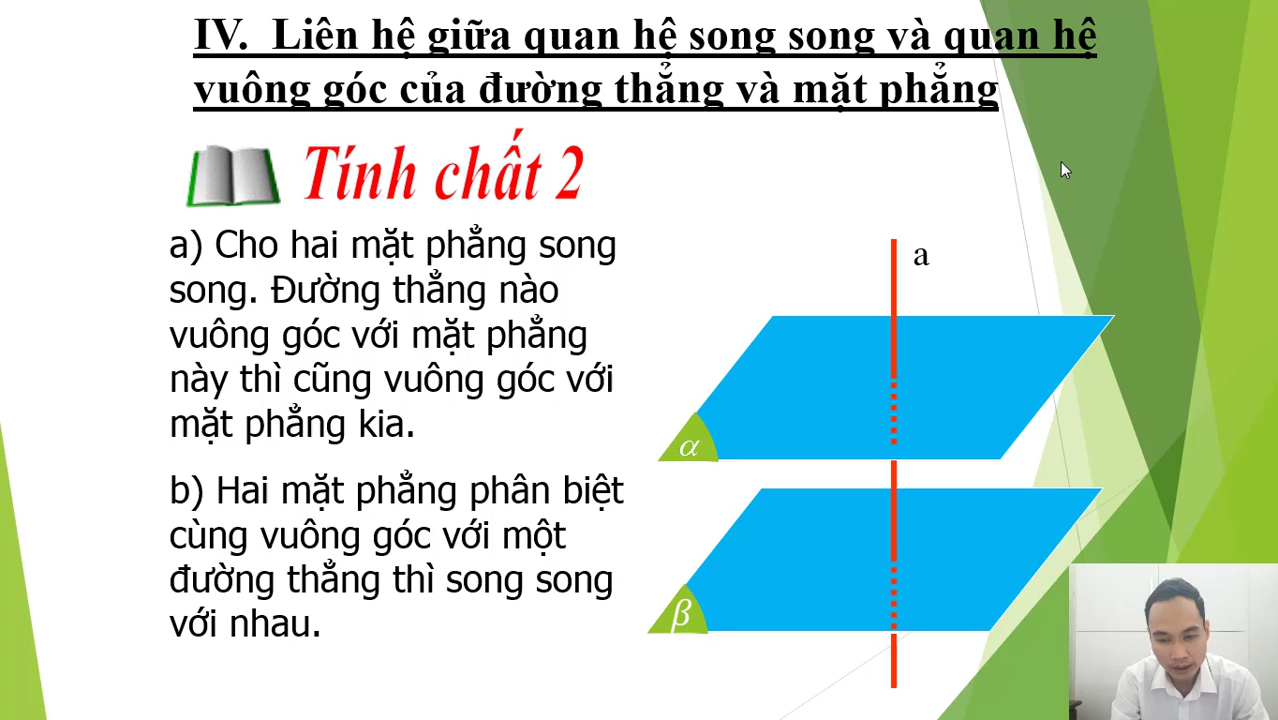 IV. Liên hệ giữa quan hệ song song và quan hệ
vuông góc của đường thẳng và mặt phẳng
Tính chất 2
a) Cho hai mặt phẳng song
song. Đường thẳng nào
vuông góc với mặt phẳng
này thì cũng vuông góc với
mặt phẳng kia.
b) Hai mặt phẳng phân biệt
cùng vuông góc với một
đường thẳng thì song song
với nhau.
a
α
β